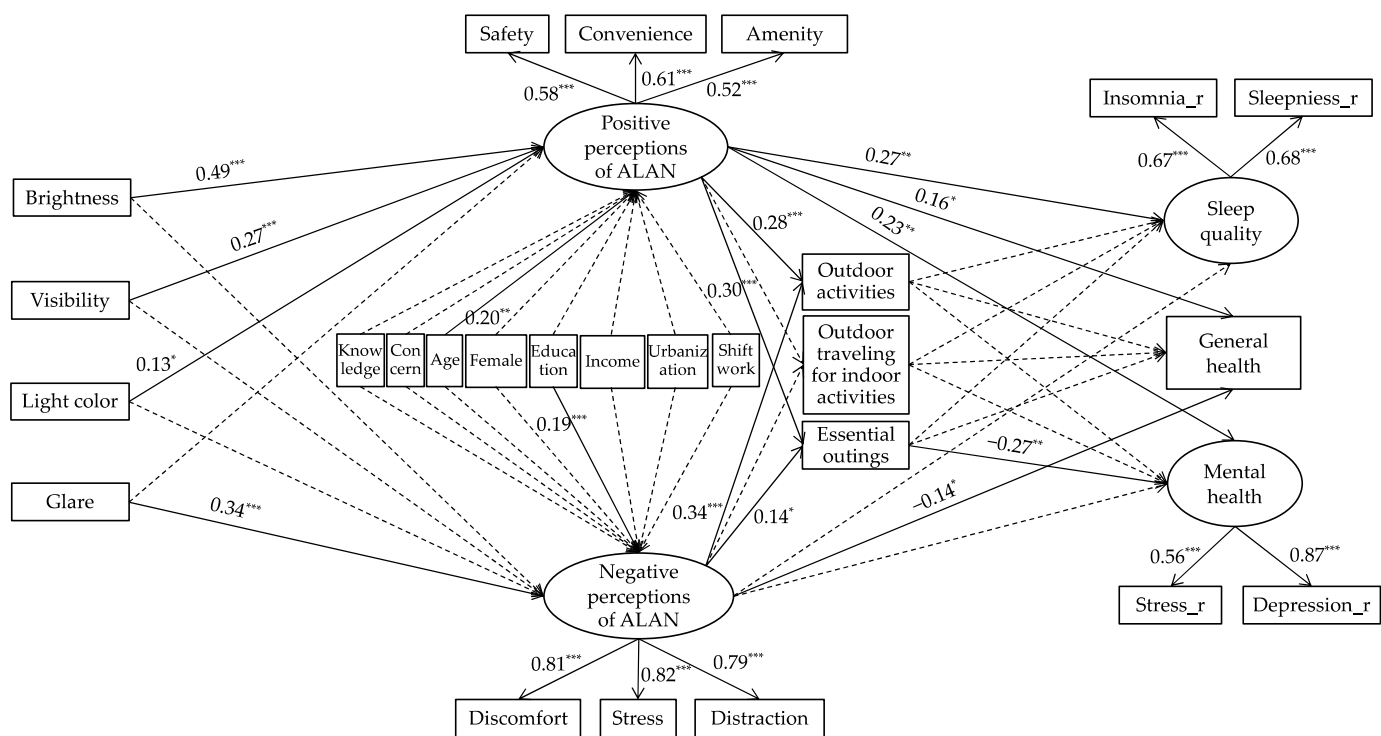 Safety
Convenience
Amenity
0.58***
0.61***
0.52***
Positive
perceptions
of ALAN
Insomnia_r
Sleepniess_r
0.67***
0.68***
Sleep
quality
Brightness
Visibility
Light color
Glare
0.49***
0.27***
0.13*
0.34***
0.27**
0.16*
0.23**
0.28***
0.30***
0.20**
Know
ledge
Con
cern
Age
Female
Educa
tion
Income
Urbaniz
ation
Shift
work
0.19***
Outdoor
activities
Outdoor
traveling
for indoor
activities
Essential
outings
General
health
−0.27**
−0.14*
0.34***
0.14*
Mental
health
0.56***
0.87***
Stress_r
Depression_r
Negative
perceptions
of ALAN
0.81***
0.82***
0.79***
Discomfort
Stress
Distraction